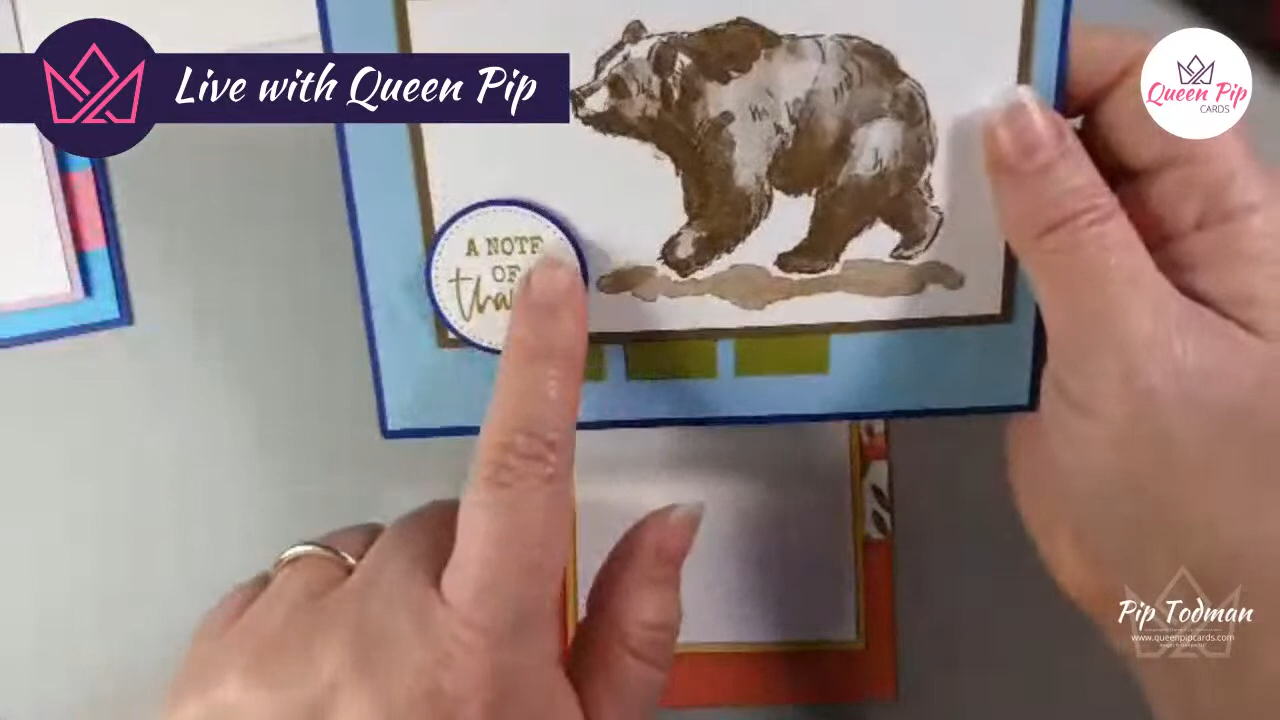 Live with Queen Pip
Queen Pip
CARDS
A NOTE
OF
Pip Todman
www.queenpipcards.com